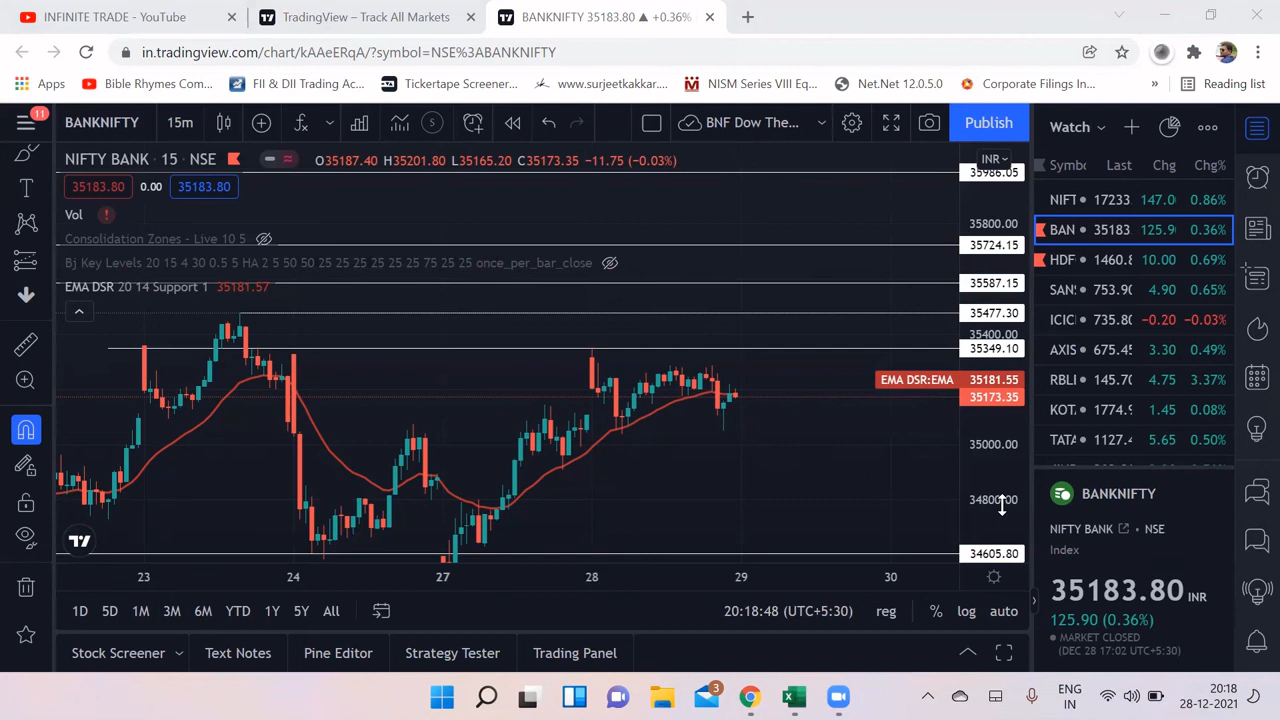 INFINITE TRADE - YouTube
TradingView – Track All Markets
BANKNIFTY 35183.80 ▲ +0.36%
in.tradingview.com/chart/kAAeERqA/?symbol=NSE%3ABANKNIFTY
Apps
Bible Rhymes Com...
FII & DII Trading Ac...
Tickertape Screener...
www.surjeetkakkar....
NISM Series VIII Eq...
Net.Net 12.0.5.0
Corporate Filings In...
»
Reading list
11
BANKNIFTY
15m
BNF Dow The...
Publish
Watch
NIFTY BANK · 15 · NSE
O35187.40 H35201.80 L35165.20 C35173.35 −11.75 (−0.03%)
INR
35183.80 0.00 35183.80
Vol
Consolidation Zones - Live 10 5
Bj Key Levels 20 15 4 30 0.5 5 HA 2 5 50 50 25 25 25 25 25 25 75 25 25 once_per_bar_close
EMA DSR 20 14 Support 1 35181.57
35986.05
35800.00
35724.15
35587.15
35477.30
35400.00
35349.10
EMA DSR:EMA 35181.55
35173.35
35000.00
34800.00
34605.80
23 24 27 28 29 30
1D 5D 1M 3M 6M YTD 1Y 5Y All
20:18:48 (UTC+5:30)
reg
% log auto
Stock Screener
Text Notes
Pine Editor
Strategy Tester
Trading Panel
Symbo Last Chg Chg%
NIFT 17233 147.0 0.86%
BAN 35183 125.9 0.36%
HDF 1460.8 10.00 0.69%
SAN 753.90 4.90 0.65%
ICIC 735.80 −0.20 −0.03%
AXIS 675.45 3.30 0.49%
RBLI 145.70 4.75 3.37%
KOT. 1774.9 1.45 0.08%
TATA 1127.4 5.65 0.50%
BANKNIFTY
NIFTY BANK NSE
Index
35183.80 INR
125.90 (0.36%)
MARKET CLOSED
(DEC 28 17:02 UTC+5:30)
3
ENG
IN
20:18
28-12-2021